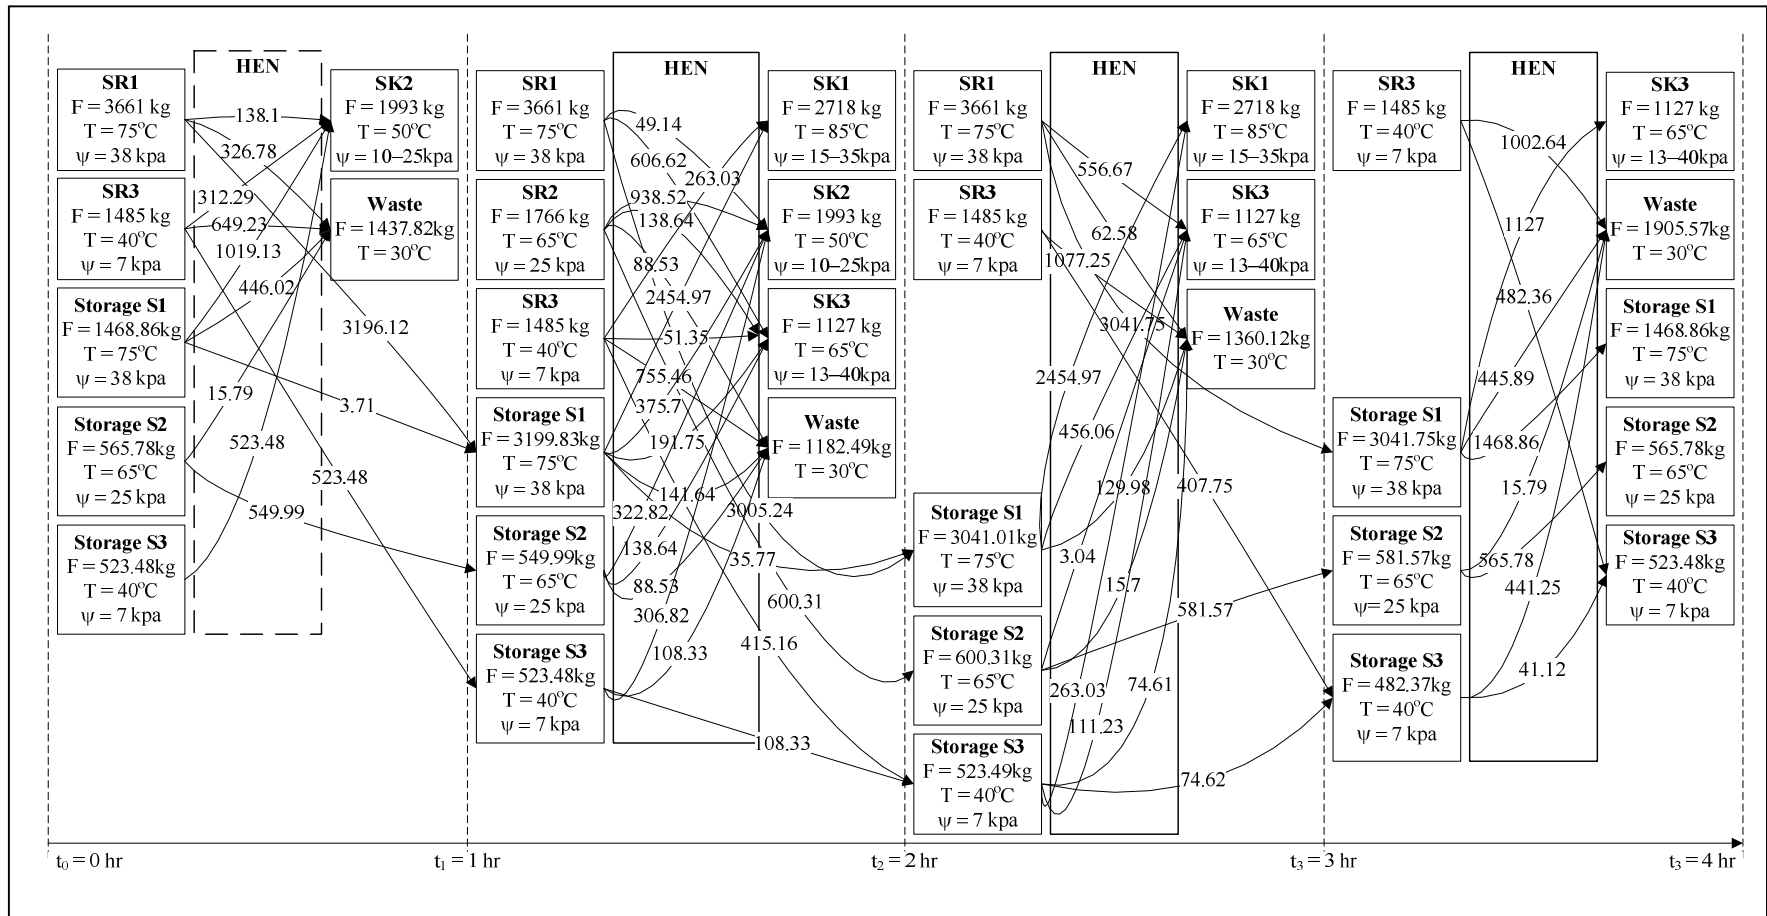 HEN
SR1
F = 3661 kg
T = 75°C
ψ = 38 kpa
SR3
F = 1485 kg
T = 40°C
ψ = 7 kpa
Storage S1
F = 1468.86kg
T = 75°C
ψ = 38 kpa
Storage S2
F = 565.78kg
T = 65°C
ψ = 25 kpa
Storage S3
F = 523.48kg
T = 40°C
ψ = 7 kpa
138.1
326.78
312.29
649.23
1019.13
446.02
3196.12
15.79
3.71
523.48
523.48
549.99
SK2
F = 1993 kg
T = 50°C
ψ = 10–25kpa
Waste
F = 1437.82kg
T = 30°C
HEN
SR1
F = 3661 kg
T = 75°C
ψ = 38 kpa
SR2
F = 1766 kg
T = 65°C
ψ = 25 kpa
SR3
F = 1485 kg
T = 40°C
ψ = 7 kpa
Storage S1
F = 3199.83kg
T = 75°C
ψ = 38 kpa
Storage S2
F = 549.99kg
T = 65°C
ψ = 25 kpa
Storage S3
F = 523.48kg
T = 40°C
ψ = 7 kpa
49.14
606.62
263.03
938.52
138.64
88.53
2454.97
51.35
755.46
375.7
191.75
141.64
322.82
3005.24
138.64
35.77
88.53
600.31
306.82
415.16
108.33
108.33
SK1
F = 2718 kg
T = 85°C
ψ = 15–35kpa
SK2
F = 1993 kg
T = 50°C
ψ = 10–25kpa
SK3
F = 1127 kg
T = 65°C
ψ = 13–40kpa
Waste
F = 1182.49kg
T = 30°C
HEN
SR1
F = 3661 kg
T = 75°C
ψ = 38 kpa
SR3
F = 1485 kg
T = 40°C
ψ = 7 kpa
Storage S1
F = 3041.01kg
T = 75°C
ψ = 38 kpa
Storage S2
F = 600.31kg
T = 65°C
ψ = 25 kpa
Storage S3
F = 523.49kg
T = 40°C
ψ = 7 kpa
556.67
62.58
1077.25
3041.75
2454.97
456.06
129.98
407.75
3.04
15.7
581.57
263.03
74.61
111.23
74.62
SK1
F = 2718 kg
T = 85°C
ψ = 15–35kpa
SK3
F = 1127 kg
T = 65°C
ψ = 13–40kpa
Waste
F = 1360.12kg
T = 30°C
HEN
SR3
F = 1485 kg
T = 40°C
ψ = 7 kpa
Storage S1
F = 3041.75kg
T = 75°C
ψ = 38 kpa
Storage S2
F = 581.57kg
T = 65°C
ψ= 25 kpa
Storage S3
F = 482.37kg
T = 40°C
ψ = 7 kpa
1002.64
1127
482.36
445.89
1468.86
15.79
565.78
441.25
41.12
SK3
F = 1127 kg
T = 65°C
ψ = 13–40kpa
Waste
F = 1905.57kg
T = 30°C
Storage S1
F = 1468.86kg
T = 75°C
ψ = 38 kpa
Storage S2
F = 565.78kg
T = 65°C
ψ = 25 kpa
Storage S3
F = 523.48kg
T = 40°C
ψ = 7 kpa
t₀ = 0 hr
t₁ = 1 hr
t₂ = 2 hr
t₃ = 3 hr
t₃ = 4 hr